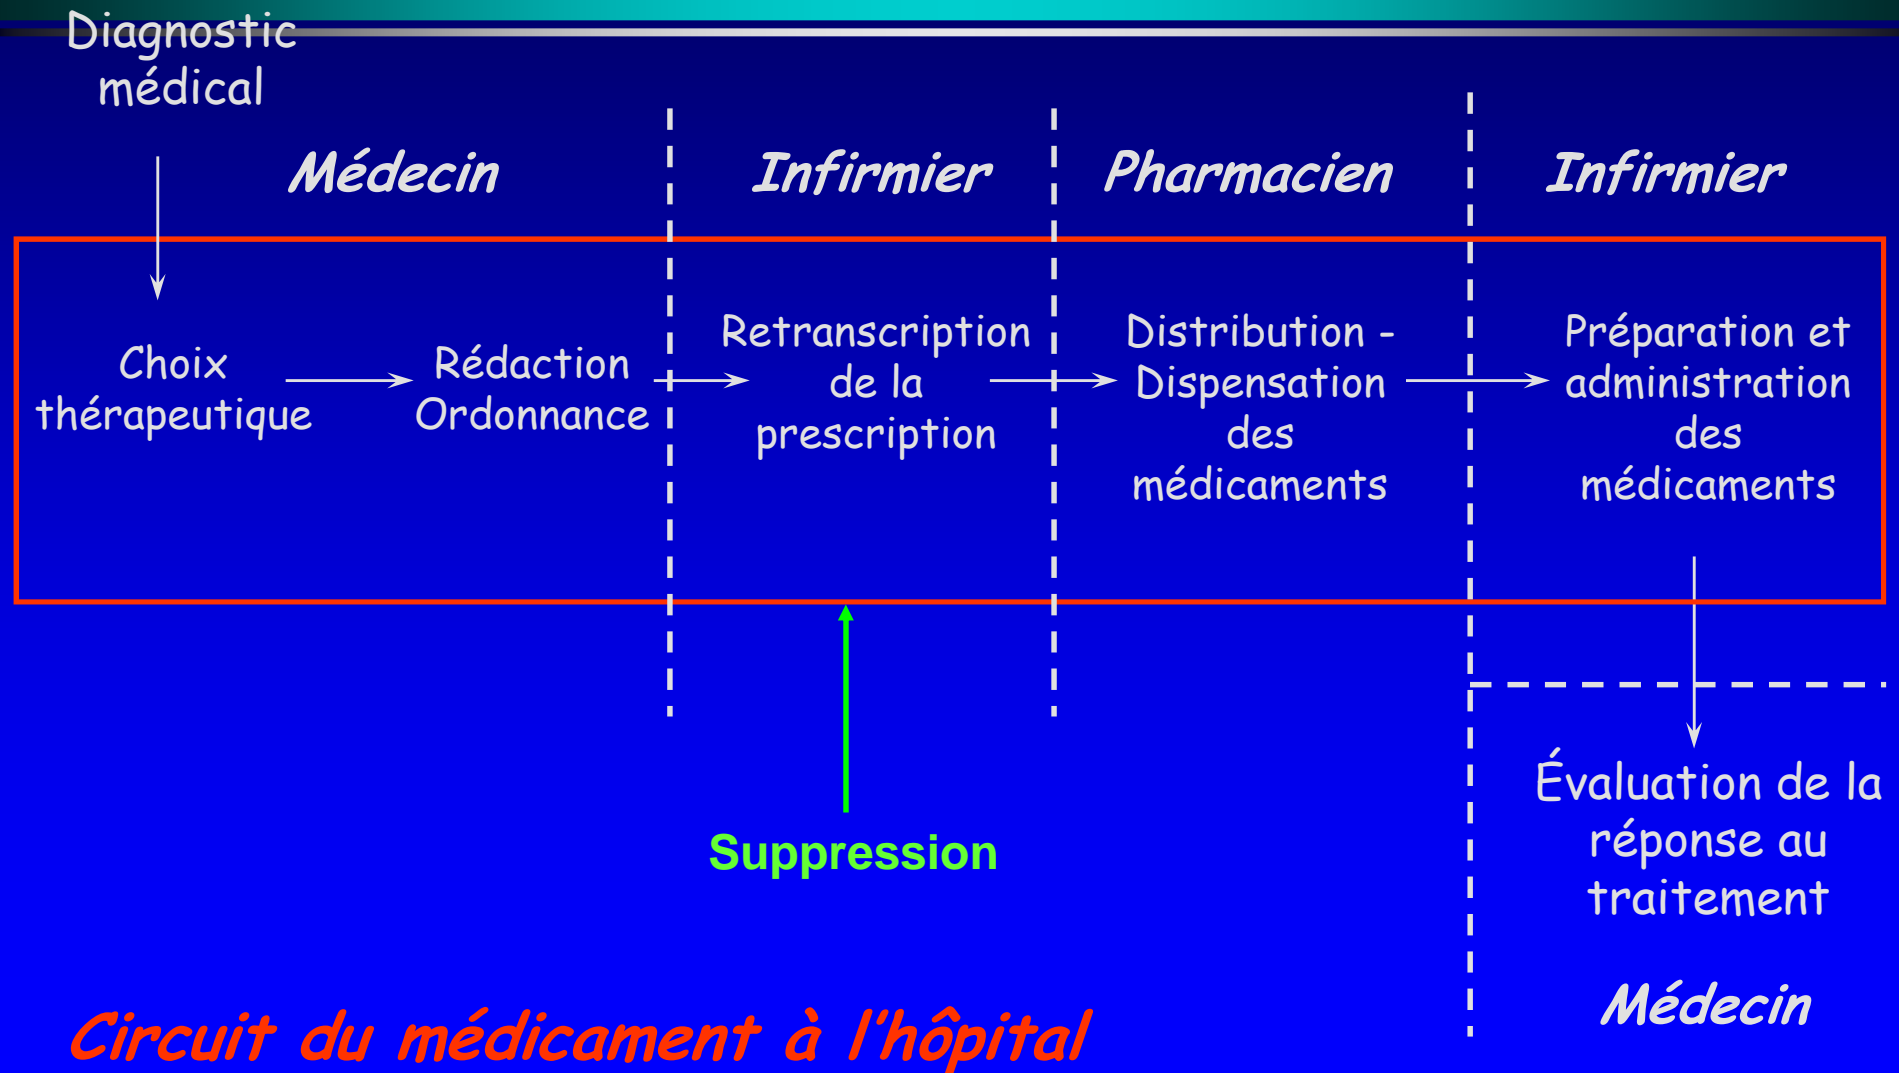 Diagnostic
médical
Médecin
Infirmier
Pharmacien
Infirmier
Choix
thérapeutique
Rédaction
Ordonnance
Retranscription
de la
prescription
Distribution -
Dispensation
des
médicaments
Préparation et
administration
des
médicaments
Suppression
Évaluation de la
réponse au
traitement
Médecin
Circuit du médicament à l'hôpital